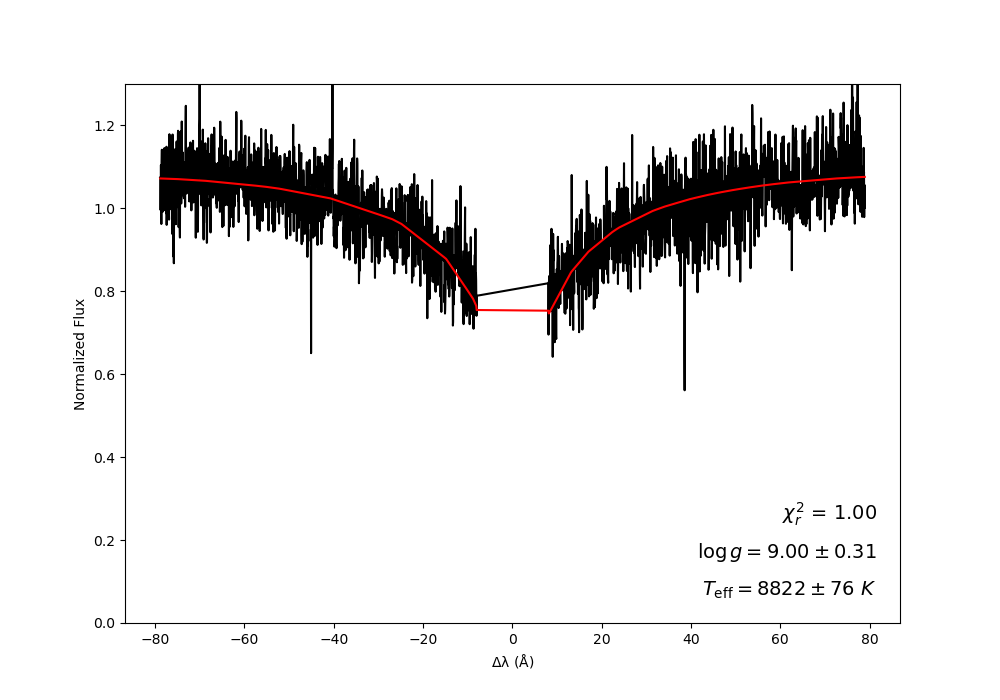 Normalized Flux
1.2
1.0
0.8
0.6
0.4
0.2
0.0
χ²ᵣ = 1.00
log g = 9.00 ± 0.31
T_eff = 8822 ± 76 K
−80 −60 −40 −20 0 20 40 60 80
Δλ (Å)